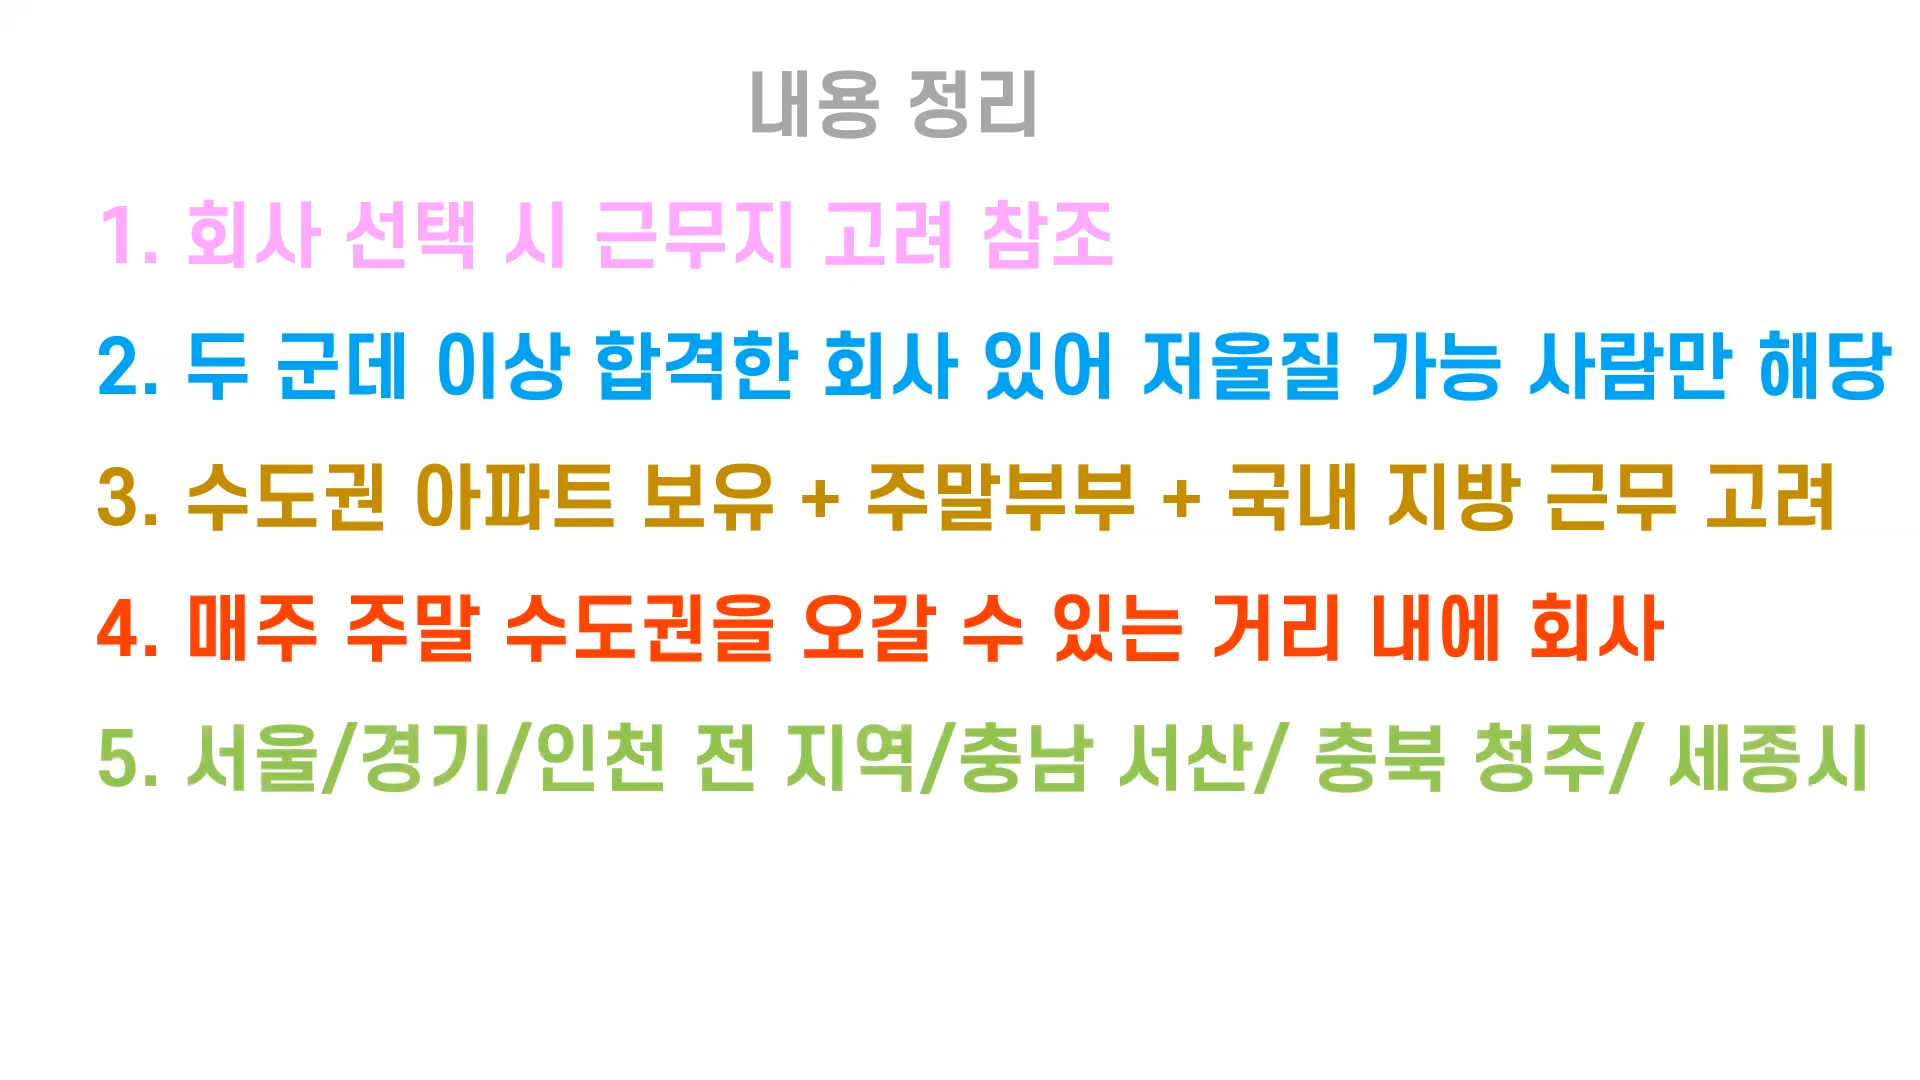 내용 정리
1. 회사 선택 시 근무지 고려 참조
2. 두 군데 이상 합격한 회사 있어 저울질 가능 사람만 해당
3. 수도권 아파트 보유 + 주말부부 + 국내 지방 근무 고려
4. 매주 주말 수도권을 오갈 수 있는 거리 내에 회사
5. 서울/경기/인천 전 지역/충남 서산/ 충북 청주/ 세종시